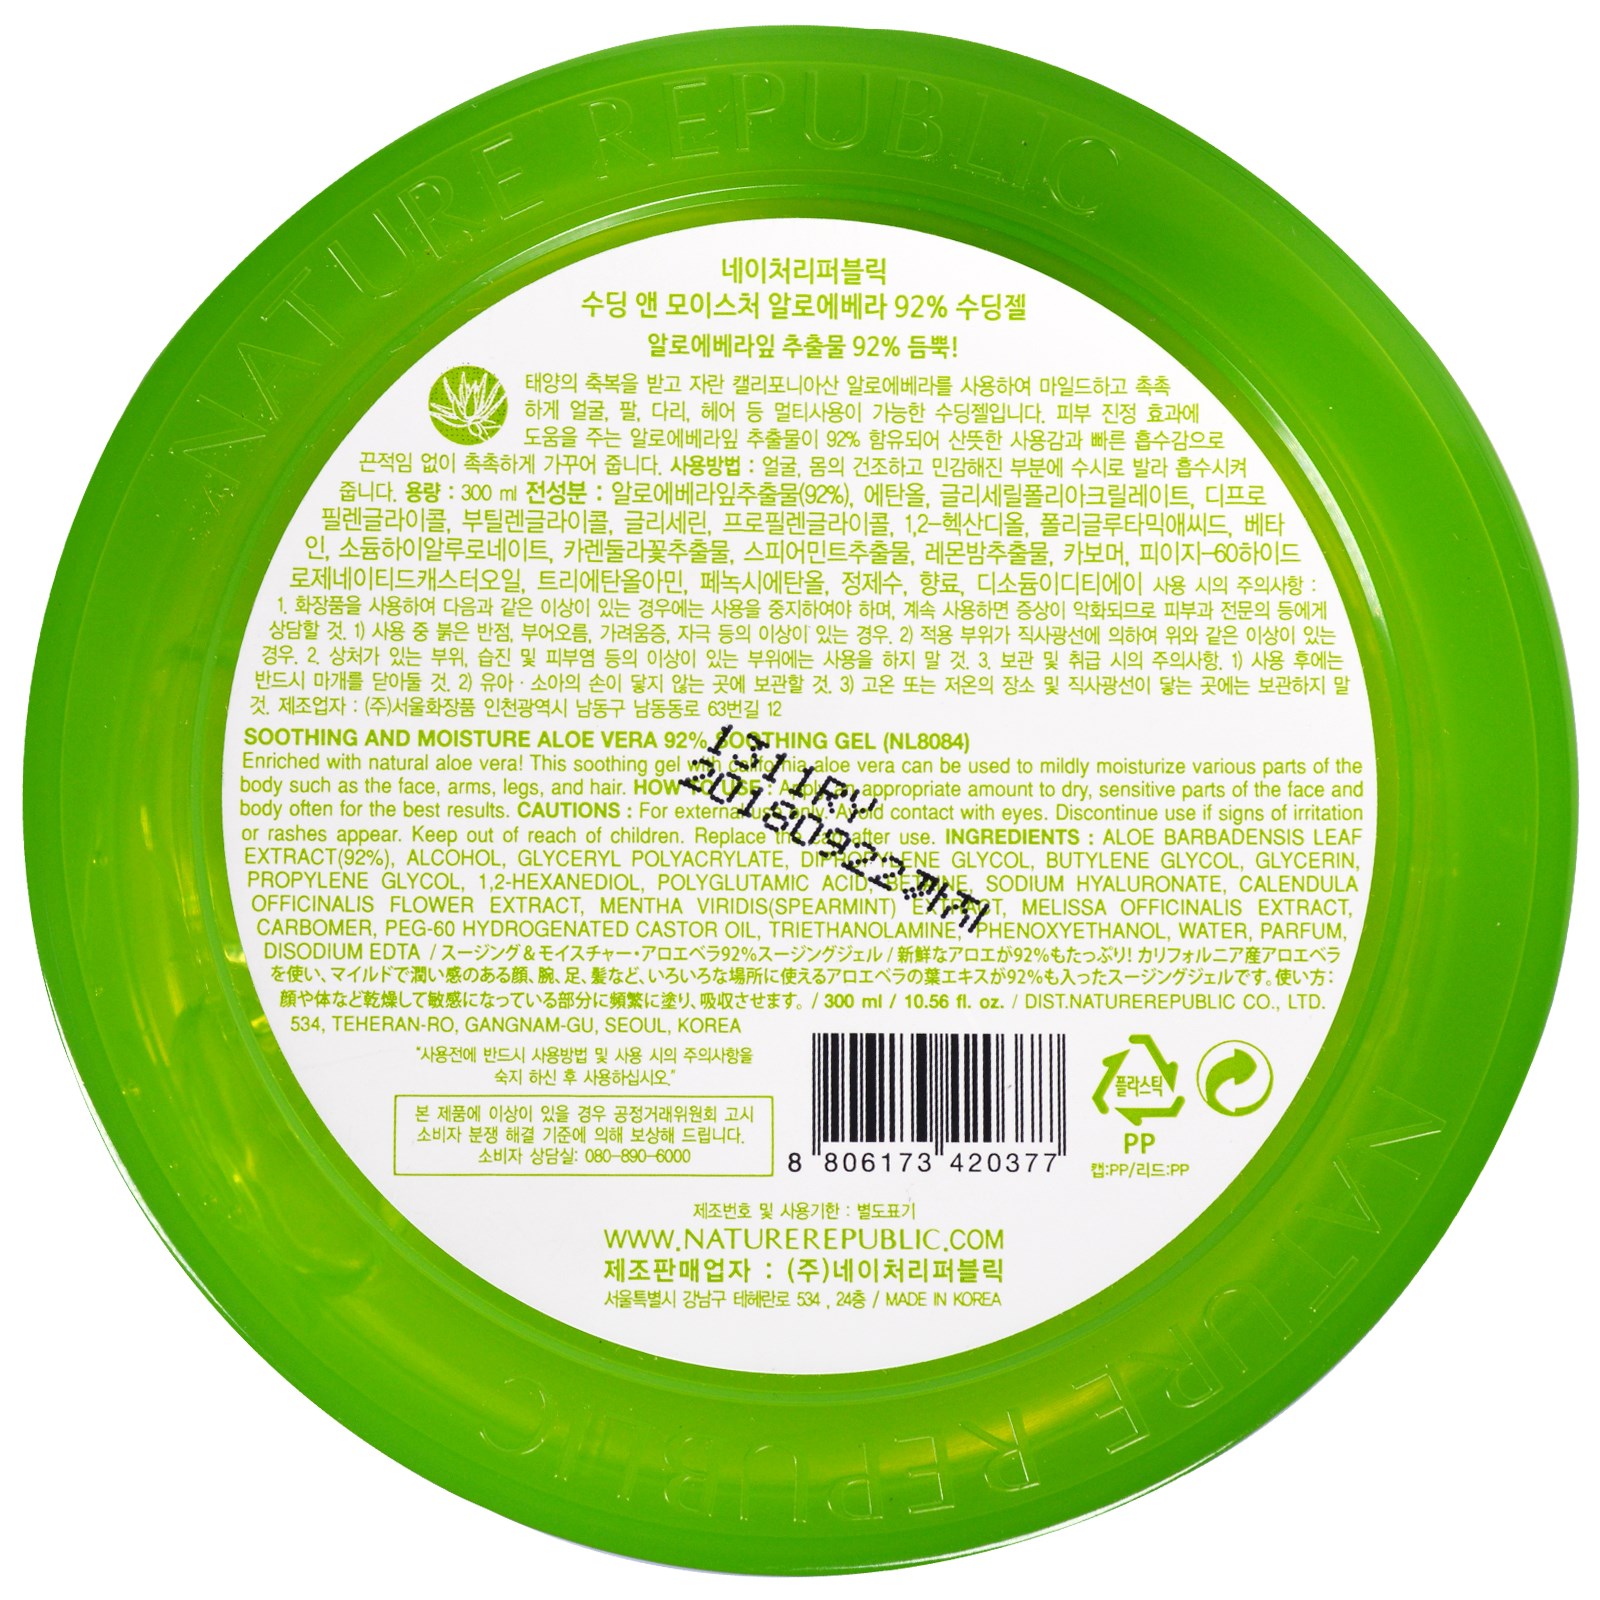 NATURE REPUBLIC
네이처리퍼블릭
수딩 앤 모이스처 알로에베라 92% 수딩젤
알로에베라잎 추출물 92% 듬뿍!
태양의 축복을 받고 자란 캘리포니아산 알로에베라를 사용하여 마일드하고 촉촉
하게 얼굴, 팔, 다리, 헤어 등 멀티사용이 가능한 수딩젤입니다. 피부 진정 효과에
도움을 주는 알로에베라잎 추출물이 92% 함유되어 산뜻한 사용감과 빠른 흡수감으로
끈적임 없이 촉촉하게 가꾸어 줍니다. 사용방법 : 얼굴, 몸의 건조하고 민감해진 부분에 수시로 발라 흡수시켜
줍니다. 용량 : 300 ml 전성분 : 알로에베라잎추출물(92%), 에탄올, 글리세릴폴리아크릴레이트, 디프로
필렌글라이콜, 부틸렌글라이콜, 글리세린, 프로필렌글라이콜, 1,2-헥산디올, 폴리글루타믹애씨드, 베타
인, 소듐하이알루로네이트, 카렌둘라꽃추출물, 스피어민트추출물, 레몬밤추출물, 카보머, 피이지-60하이드
로제네이티드캐스터오일, 트리에탄올아민, 페녹시에탄올, 정제수, 향료, 디소듐이디티에이 사용 시의 주의사항 :
1. 화장품을 사용하여 다음과 같은 이상이 있는 경우에는 사용을 중지하여야 하며, 계속 사용하면 증상이 악화되므로 피부과 전문의 등에게
상담할 것. 1) 사용 중 붉은 반점, 부어오름, 가려움증, 자극 등의 이상이 있는 경우. 2) 적용 부위가 직사광선에 의하여 위와 같은 이상이 있는
경우. 2. 상처가 있는 부위, 습진 및 피부염 등의 이상이 있는 부위에는 사용을 하지 말 것. 3. 보관 및 취급 시의 주의사항. 1) 사용 후에는
반드시 마개를 닫아둘 것. 2) 유아·소아의 손이 닿지 않는 곳에 보관할 것. 3) 고온 또는 저온의 장소 및 직사광선이 닿는 곳에는 보관하지 말
것. 제조업자 : (주)서울화장품 인천광역시 남동구 남동동로 63번길 12
SOOTHING AND MOISTURE ALOE VERA 92% SOOTHING GEL (NL8084)
Enriched with natural aloe vera! This soothing gel with california aloe vera can be used to mildly moisturize various parts of the
body such as the face, arms, legs, and hair. HOW TO USE : Apply an appropriate amount to dry, sensitive parts of the face and
body often for the best results. CAUTIONS : For external use only. Avoid contact with eyes. Discontinue use if signs of irritation
or rashes appear. Keep out of reach of children. Replace the cap after use. INGREDIENTS : ALOE BARBADENSIS LEAF
EXTRACT(92%), ALCOHOL, GLYCERYL POLYACRYLATE, DIPROPYLENE GLYCOL, BUTYLENE GLYCOL, GLYCERIN,
PROPYLENE GLYCOL, 1,2-HEXANEDIOL, POLYGLUTAMIC ACID, BETAINE, SODIUM HYALURONATE, CALENDULA
OFFICINALIS FLOWER EXTRACT, MENTHA VIRIDIS(SPEARMINT) EXTRACT, MELISSA OFFICINALIS EXTRACT,
CARBOMER, PEG-60 HYDROGENATED CASTOR OIL, TRIETHANOLAMINE, PHENOXYETHANOL, WATER, PARFUM,
DISODIUM EDTA / スージング＆モイスチャー・アロエベラ92%スージングジェル / 新鮮なアロエが92%もたっぷり! カリフォルニア産アロエベラ
を使い、マイルドで潤い感のある顔、腕、足、髪など、いろいろな場所に使えるアロエベラの葉エキスが92%も入ったスージングジェルです。使い方:
顔や体など乾燥して敏感になっている部分に頻繁に塗り、吸収させます。 / 300 ml / 10.56 fl. oz. / DIST.NATUREREPUBLIC CO., LTD.
534, TEHERAN-RO, GANGNAM-GU, SEOUL, KOREA
1311RY
20160922까지
"사용전에 반드시 사용방법 및 사용 시의 주의사항을
숙지 하신 후 사용하십시오."
본 제품에 이상이 있을 경우 공정거래위원회 고시
소비자 분쟁 해결 기준에 의해 보상해 드립니다.
소비자 상담실: 080-890-6000
8 806173 420377
플라스틱
PP
캡:PP/리드:PP
제조번호 및 사용기한 : 별도표기
WWW.NATUREREPUBLIC.COM
제조판매업자 : (주)네이처리퍼블릭
서울특별시 강남구 테헤란로 534 , 24층 / MADE IN KOREA
NATURE REPUBLIC